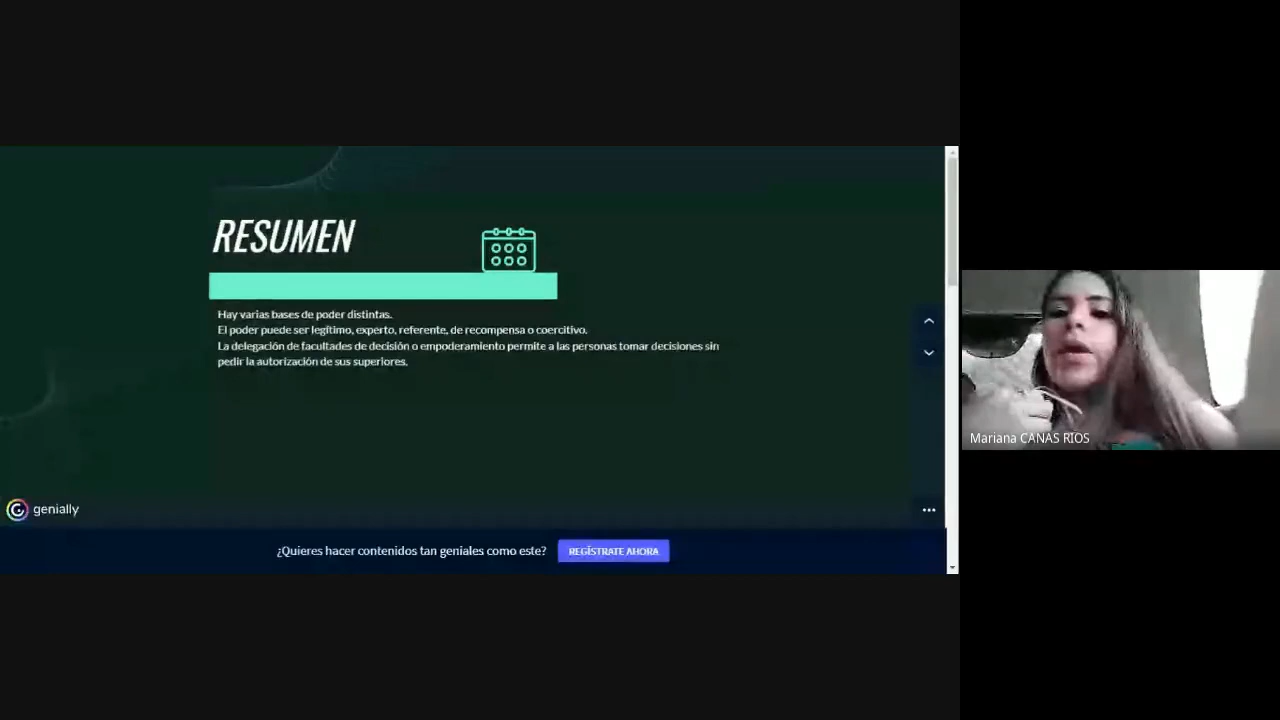 RESUMEN
Hay varias bases de poder distintas.
El poder puede ser legítimo, experto, referente, de recompensa o coercitivo.
La delegación de facultades de decisión o empoderamiento permite a las personas tomar decisiones sin
pedir la autorización de sus superiores.
genially
¿Quieres hacer contenidos tan geniales como este?
REGÍSTRATE AHORA
Mariana CANAS RIOS